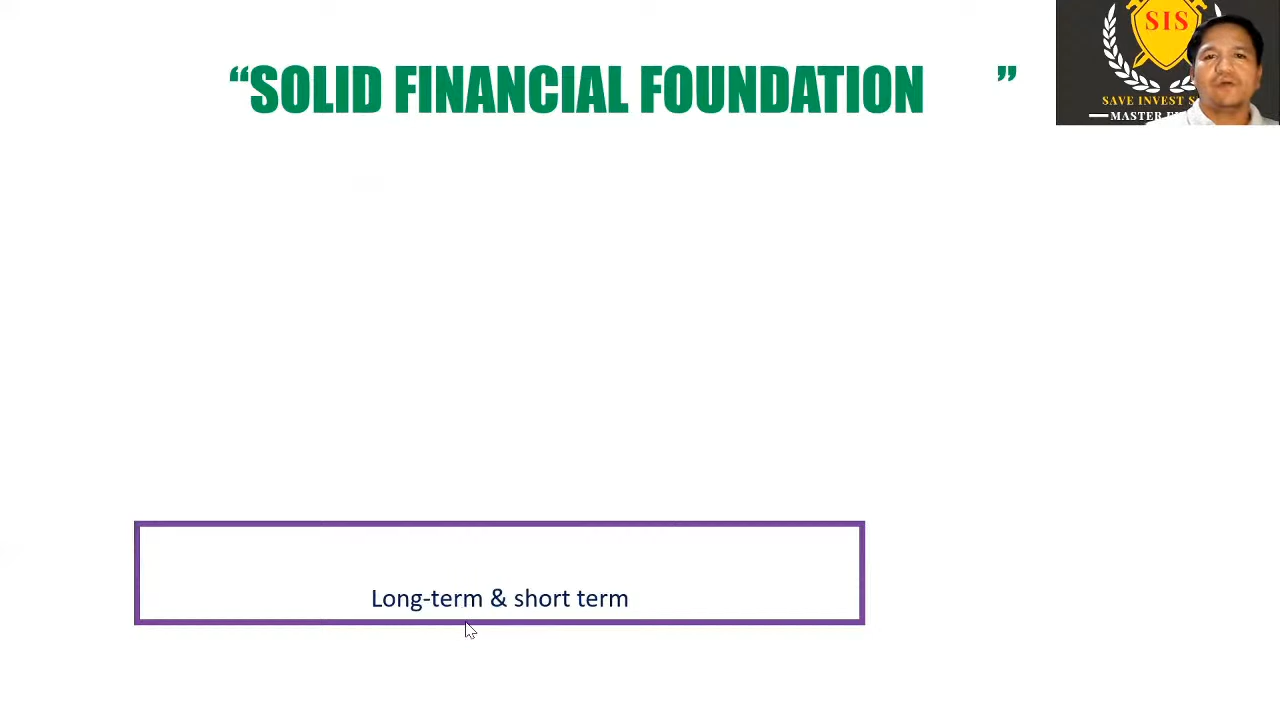 “SOLID FINANCIAL FOUNDATION ”
SIS
SAVE INVEST
MASTER
Long-term & short term